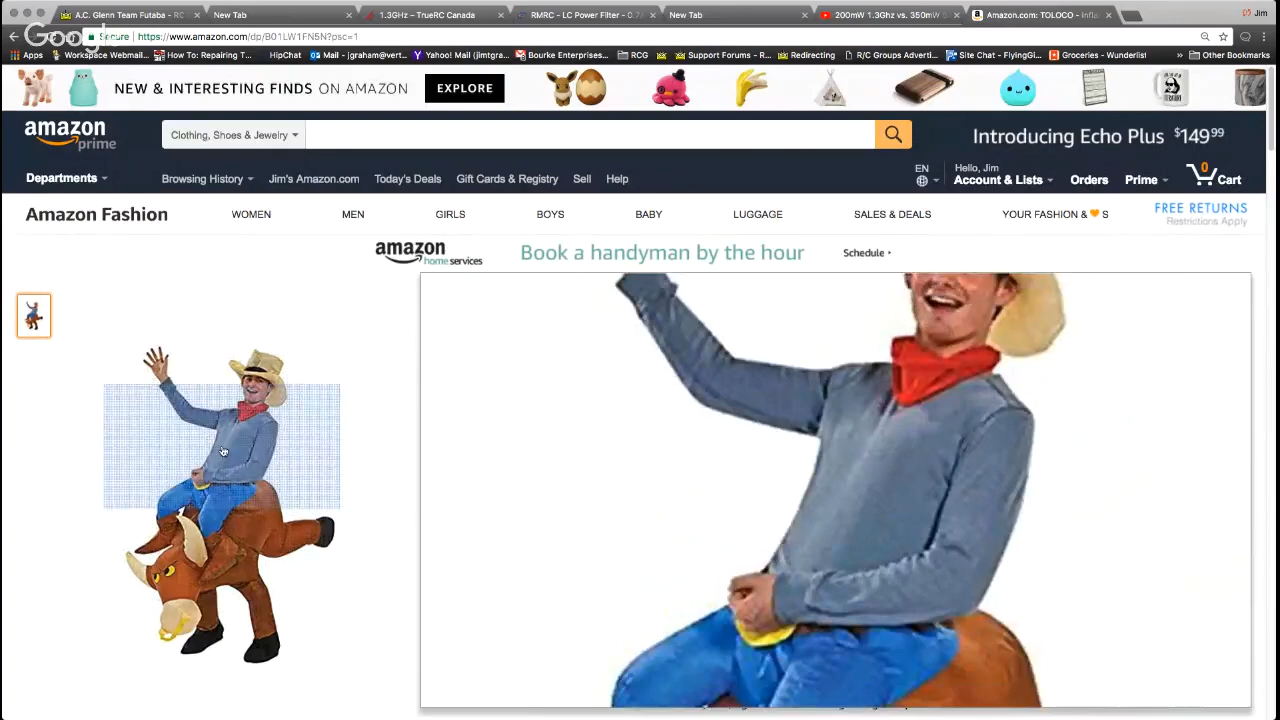 A.C. Glenn Futaba - RC
New Tab
1.3GHz – TrueRC Canada
RMRC - LC Power Filter - 0.7
New Tab
200mW 1.3Ghz vs. 350mW
Amazon.com: TOLOCO - Infla
Jim
Google
Secure
https://www.amazon.com/dp/B01LW1FN5N?psc=1
Apps
Workspace Webmail...
How To: Repairing T...
HipChat
Mail - jgraham@vert...
Yahoo! Mail (jimtgr...
Bourke Enterprises...
RCG
Support Forums - R...
Redirecting
R/C Groups Adverti...
Site Chat - FlyingGi...
Groceries - Wunderlist
Other Bookmarks
NEW & INTERESTING FINDS ON AMAZON
EXPLORE
amazon prime
Clothing, Shoes & Jewelry
Introducing Echo Plus $149.99
Departments
Browsing History
Jim's Amazon.com
Today's Deals
Gift Cards & Registry
Sell
Help
EN
Hello, Jim
Account & Lists
Orders
Prime
0
Cart
Amazon Fashion
WOMEN
MEN
GIRLS
BOYS
BABY
LUGGAGE
SALES & DEALS
YOUR FASHION & 🧡 S
FREE RETURNS
Restrictions Apply
amazon home services
Book a handyman by the hour
Schedule